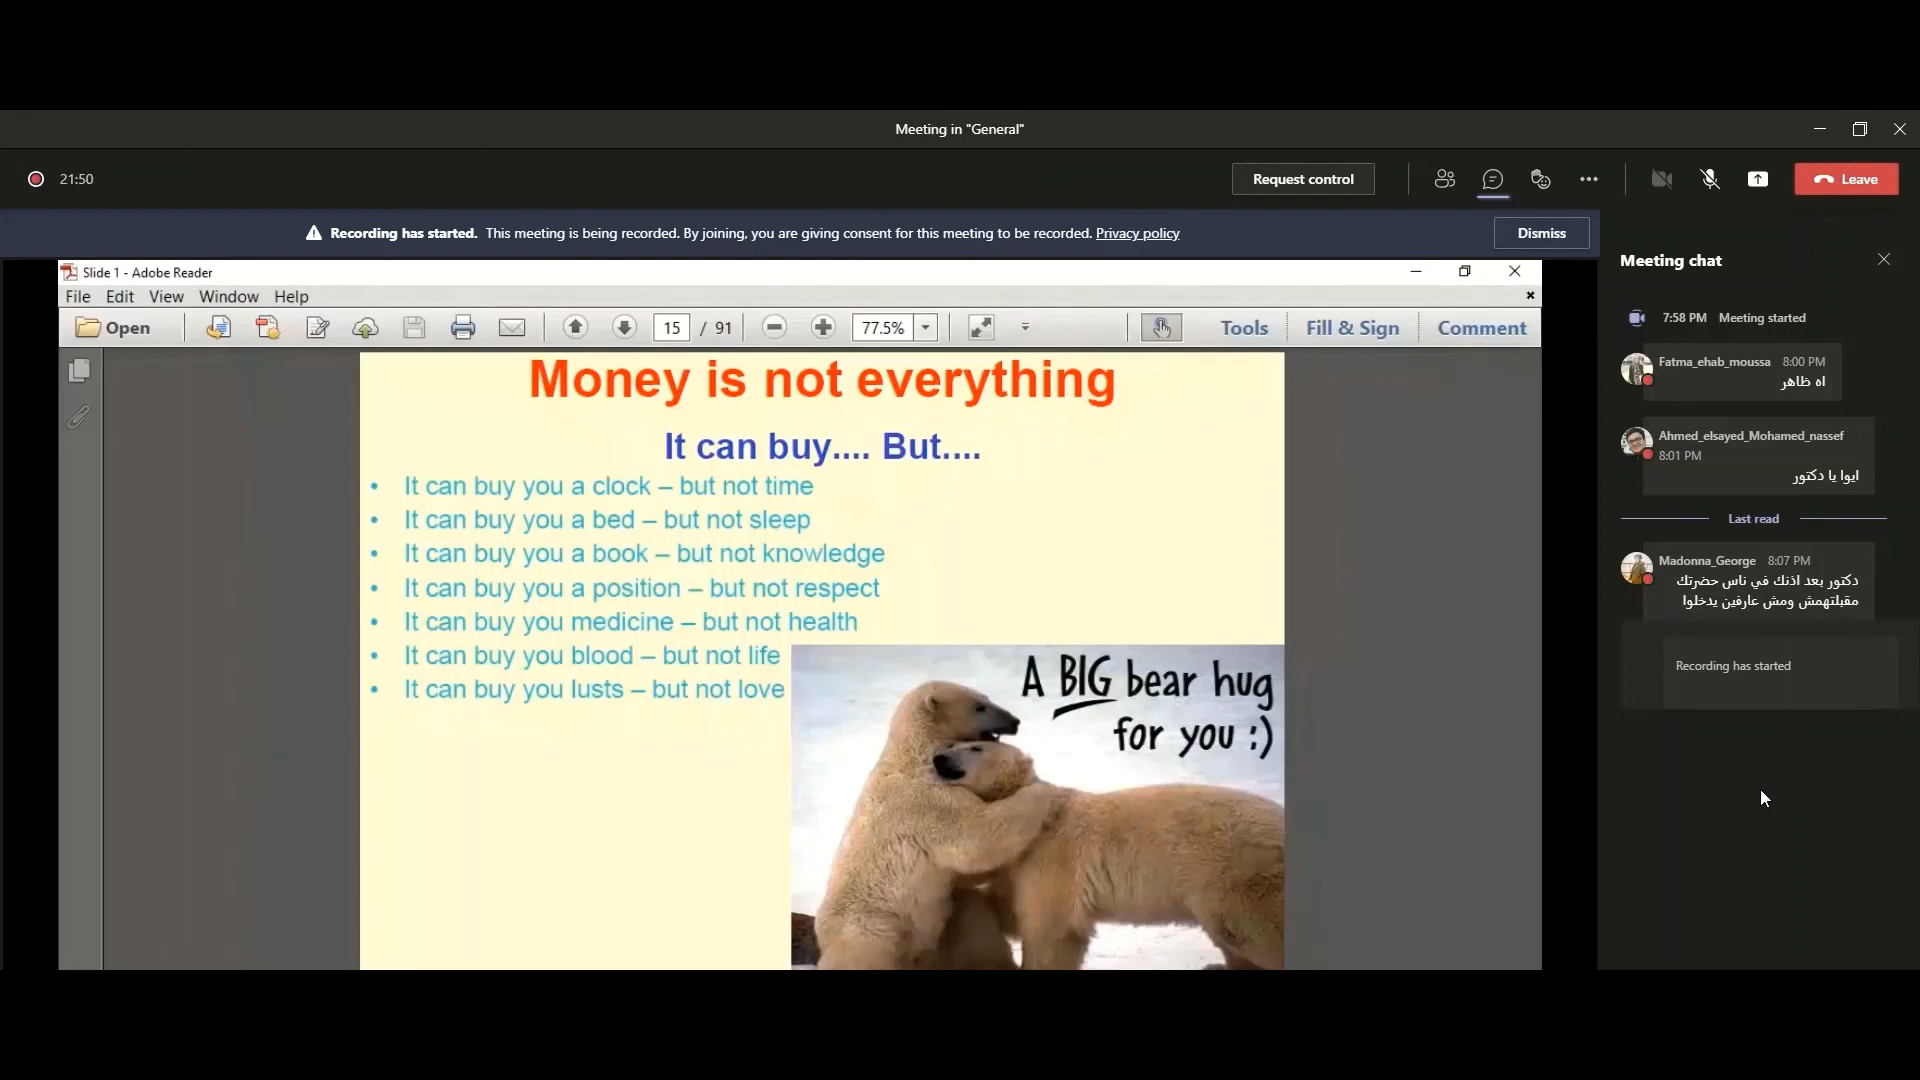 Meeting in "General"
21:50
Request control
Leave
Recording has started. This meeting is being recorded. By joining, you are giving consent for this meeting to be recorded. Privacy policy
Dismiss
Slide 1 - Adobe Reader
File Edit View Window Help
Open
15 / 91
77.5%
Tools Fill & Sign Comment
Money is not everything
It can buy.... But....
• It can buy you a clock – but not time
• It can buy you a bed – but not sleep
• It can buy you a book – but not knowledge
• It can buy you a position – but not respect
• It can buy you medicine – but not health
• It can buy you blood – but not life
• It can buy you lusts – but not love
A BIG bear hug
for you :)
Meeting chat
7:58 PM Meeting started
Fatma_ehab_moussa 8:00 PM
اه ظاهر
Ahmed_elsayed_Mohamed_nassef
8:01 PM
ايوا يا دكتور
Last read
Madonna_George 8:07 PM
دكتور بعد اذنك في ناس حضرتك
مقبلتهمش ومش عارفين يدخلوا
Recording has started